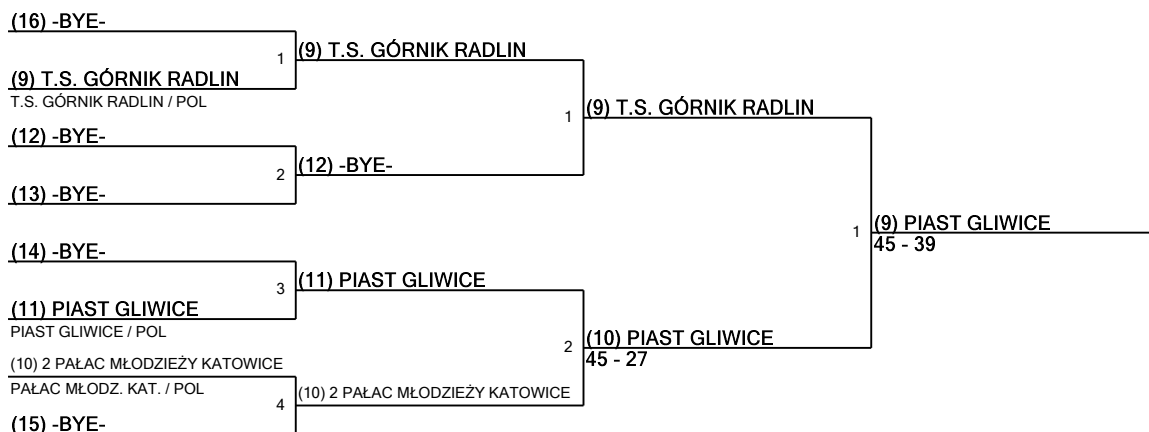 (16) -BYE-
1
(9) T.S. GÓRNIK RADLIN
(9) T.S. GÓRNIK RADLIN
T.S. GÓRNIK RADLIN / POL
1
(9) T.S. GÓRNIK RADLIN
(12) -BYE-
2
(12) -BYE-
(13) -BYE-
1
(9) PIAST GLIWICE
45 - 39
(14) -BYE-
3
(11) PIAST GLIWICE
(11) PIAST GLIWICE
PIAST GLIWICE / POL
2
(10) PIAST GLIWICE
45 - 27
(10) 2 PAŁAC MŁODZIEŻY KATOWICE
PAŁAC MŁODZ. KAT. / POL
4
(10) 2 PAŁAC MŁODZIEŻY KATOWICE
(15) -BYE-